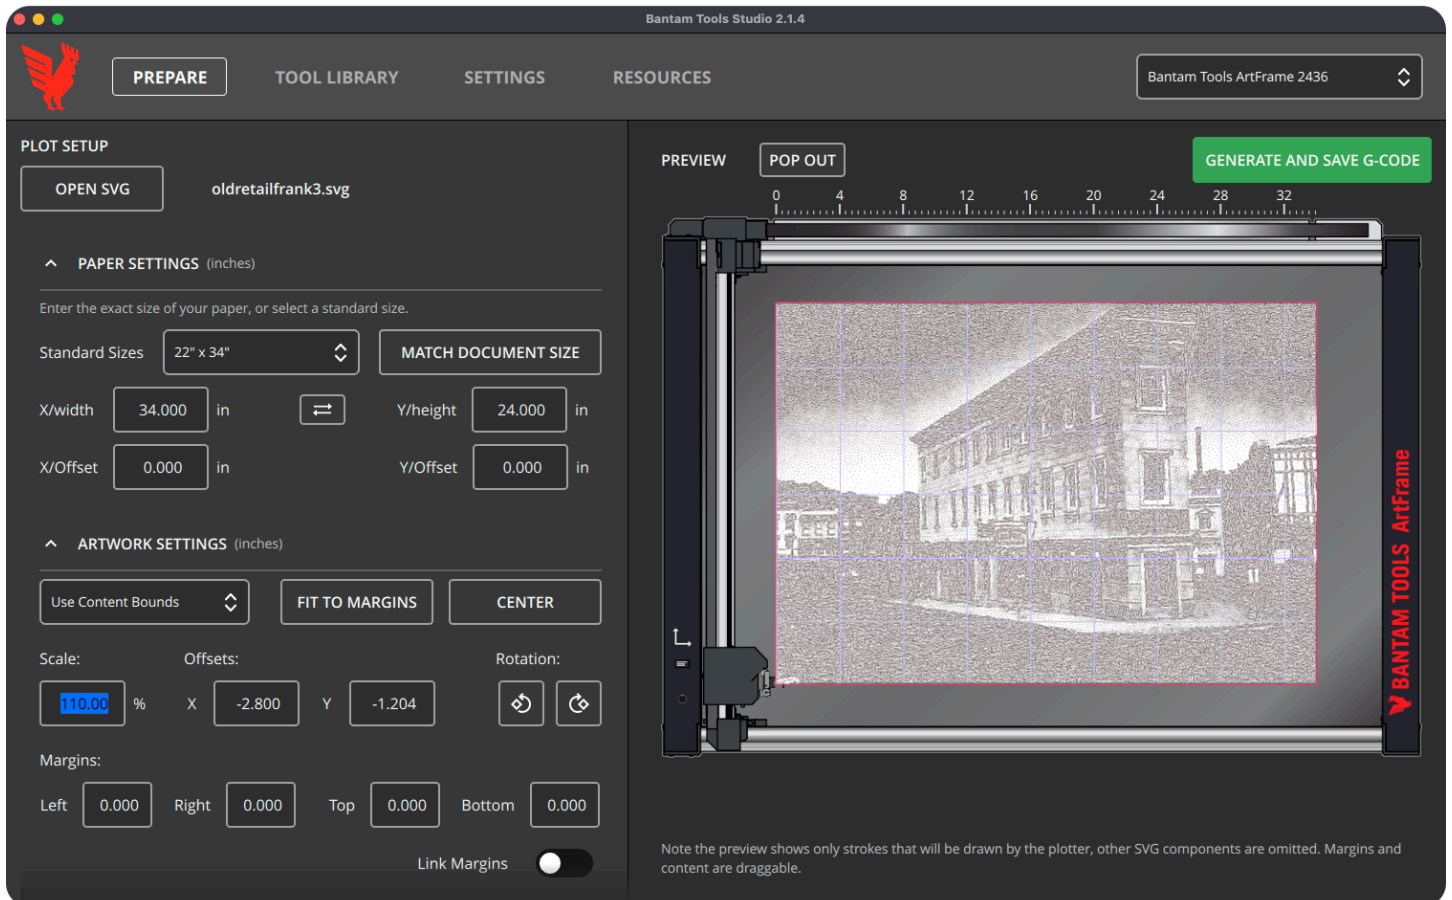 Bantam Tools Studio 2.1.4
PREPARE TOOL LIBRARY SETTINGS RESOURCES Bantam Tools ArtFrame 2436
PLOT SETUP
OPEN SVG oldretailfrank3.svg
PAPER SETTINGS (inches)
Enter the exact size of your paper, or select a standard size.
Standard Sizes 22" x 34" MATCH DOCUMENT SIZE
X/width 34.000 in Y/height 24.000 in
X/Offset 0.000 in Y/Offset 0.000 in
ARTWORK SETTINGS (inches)
Use Content Bounds FIT TO MARGINS CENTER
Scale: Offsets: Rotation:
110.00 % X -2.800 Y -1.204
Margins:
Left 0.000 Right 0.000 Top 0.000 Bottom 0.000
Link Margins
PREVIEW POP OUT GENERATE AND SAVE G-CODE
0 4 8 12 16 20 24 28 32
BANTAM TOOLS ArtFrame
Note the preview shows only strokes that will be drawn by the plotter, other SVG components are omitted. Margins and
content are draggable.